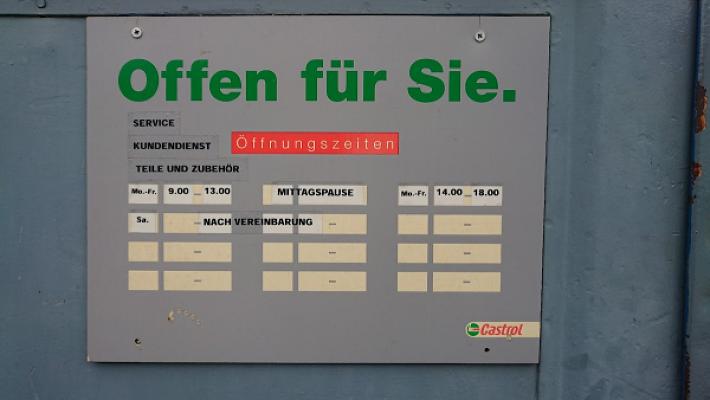 Offen für Sie.
SERVICE
KUNDENDIENST Öffnungszeiten
TEILE UND ZUBEHÖR
Mo.-Fr. 9.00 – 13.00 MITTAGSPAUSE Mo.-Fr. 14.00 – 18.00
Sa. – NACH VEREINBARUNG –
– – –
– – –
Castrol